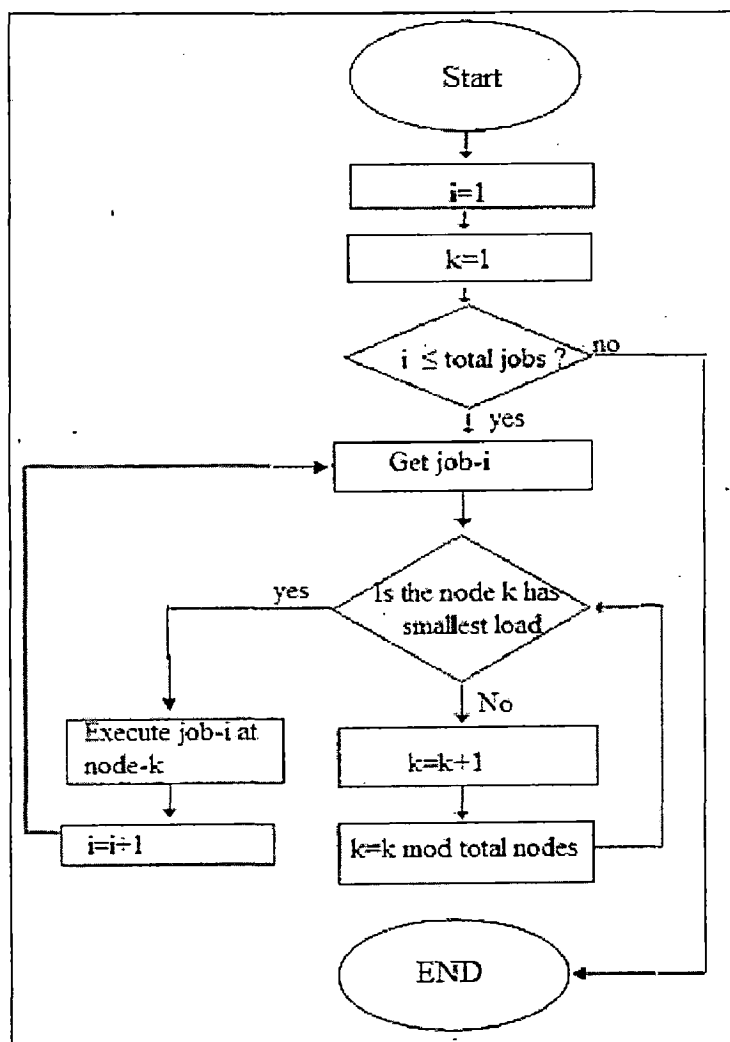 Start
i=1
k=1
i ≤ total jobs ?
no
yes
Get job-i
yes
Is the node k has
smallest load
No
Execute job-i at
node-k
k=k+1
i=i+1
k=k mod total nodes
END